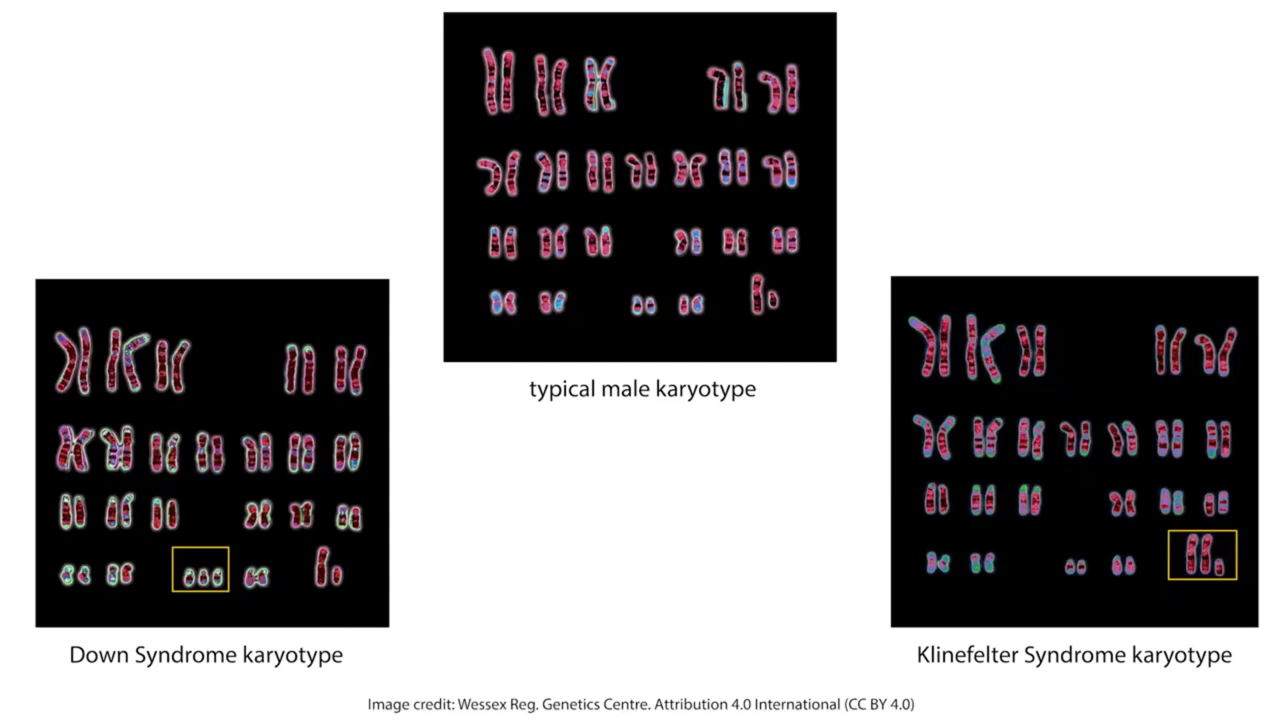 typical male karyotype
Down Syndrome karyotype
Klinefelter Syndrome karyotype
Image credit: Wessex Reg. Genetics Centre. Attribution 4.0 International (CC BY 4.0)